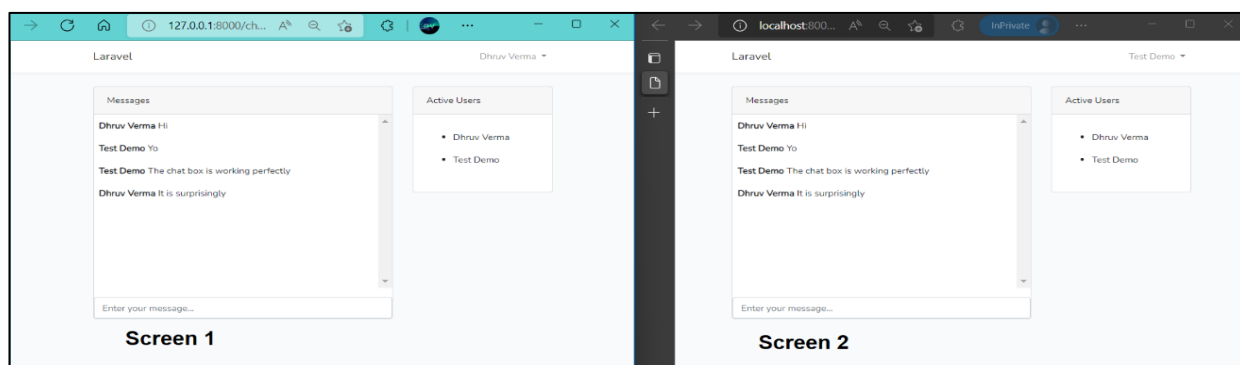 127.0.0.1:8000/ch...
Laravel
Dhruv Verma
Messages
Dhruv Verma Hi
Test Demo Yo
Test Demo The chat box is working perfectly
Dhruv Verma It is surprisingly
Enter your message...
Active Users
Dhruv Verma
Test Demo
Screen 1
localhost:800...
InPrivate
Laravel
Test Demo
Messages
Dhruv Verma Hi
Test Demo Yo
Test Demo The chat box is working perfectly
Dhruv Verma It is surprisingly
Enter your message...
Active Users
Dhruv Verma
Test Demo
Screen 2